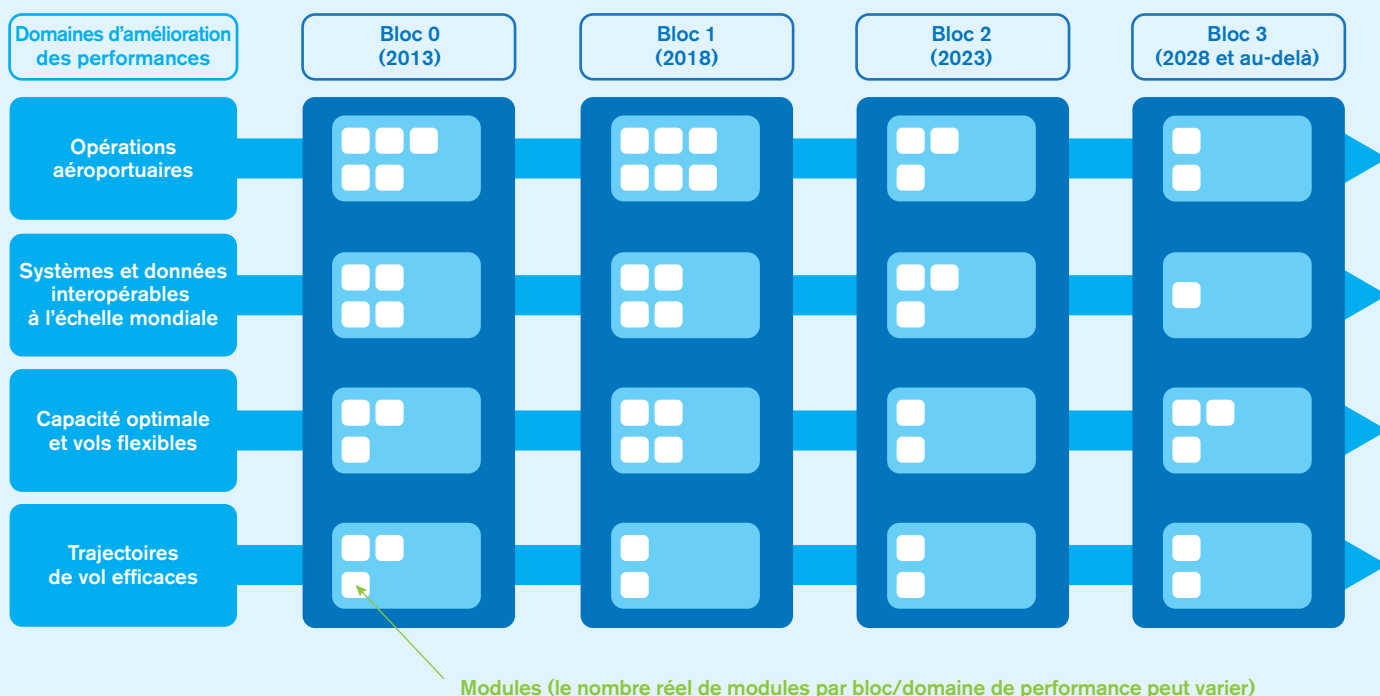 Domaines d'amélioration
des performances
Bloc 0
(2013)
Bloc 1
(2018)
Bloc 2
(2023)
Bloc 3
(2028 et au-delà)
Opérations
aéroportuaires
Systèmes et données
interopérables
à l'échelle mondiale
Capacité optimale
et vols flexibles
Trajectoires
de vol efficaces
Modules (le nombre réel de modules par bloc/domaine de performance peut varier)